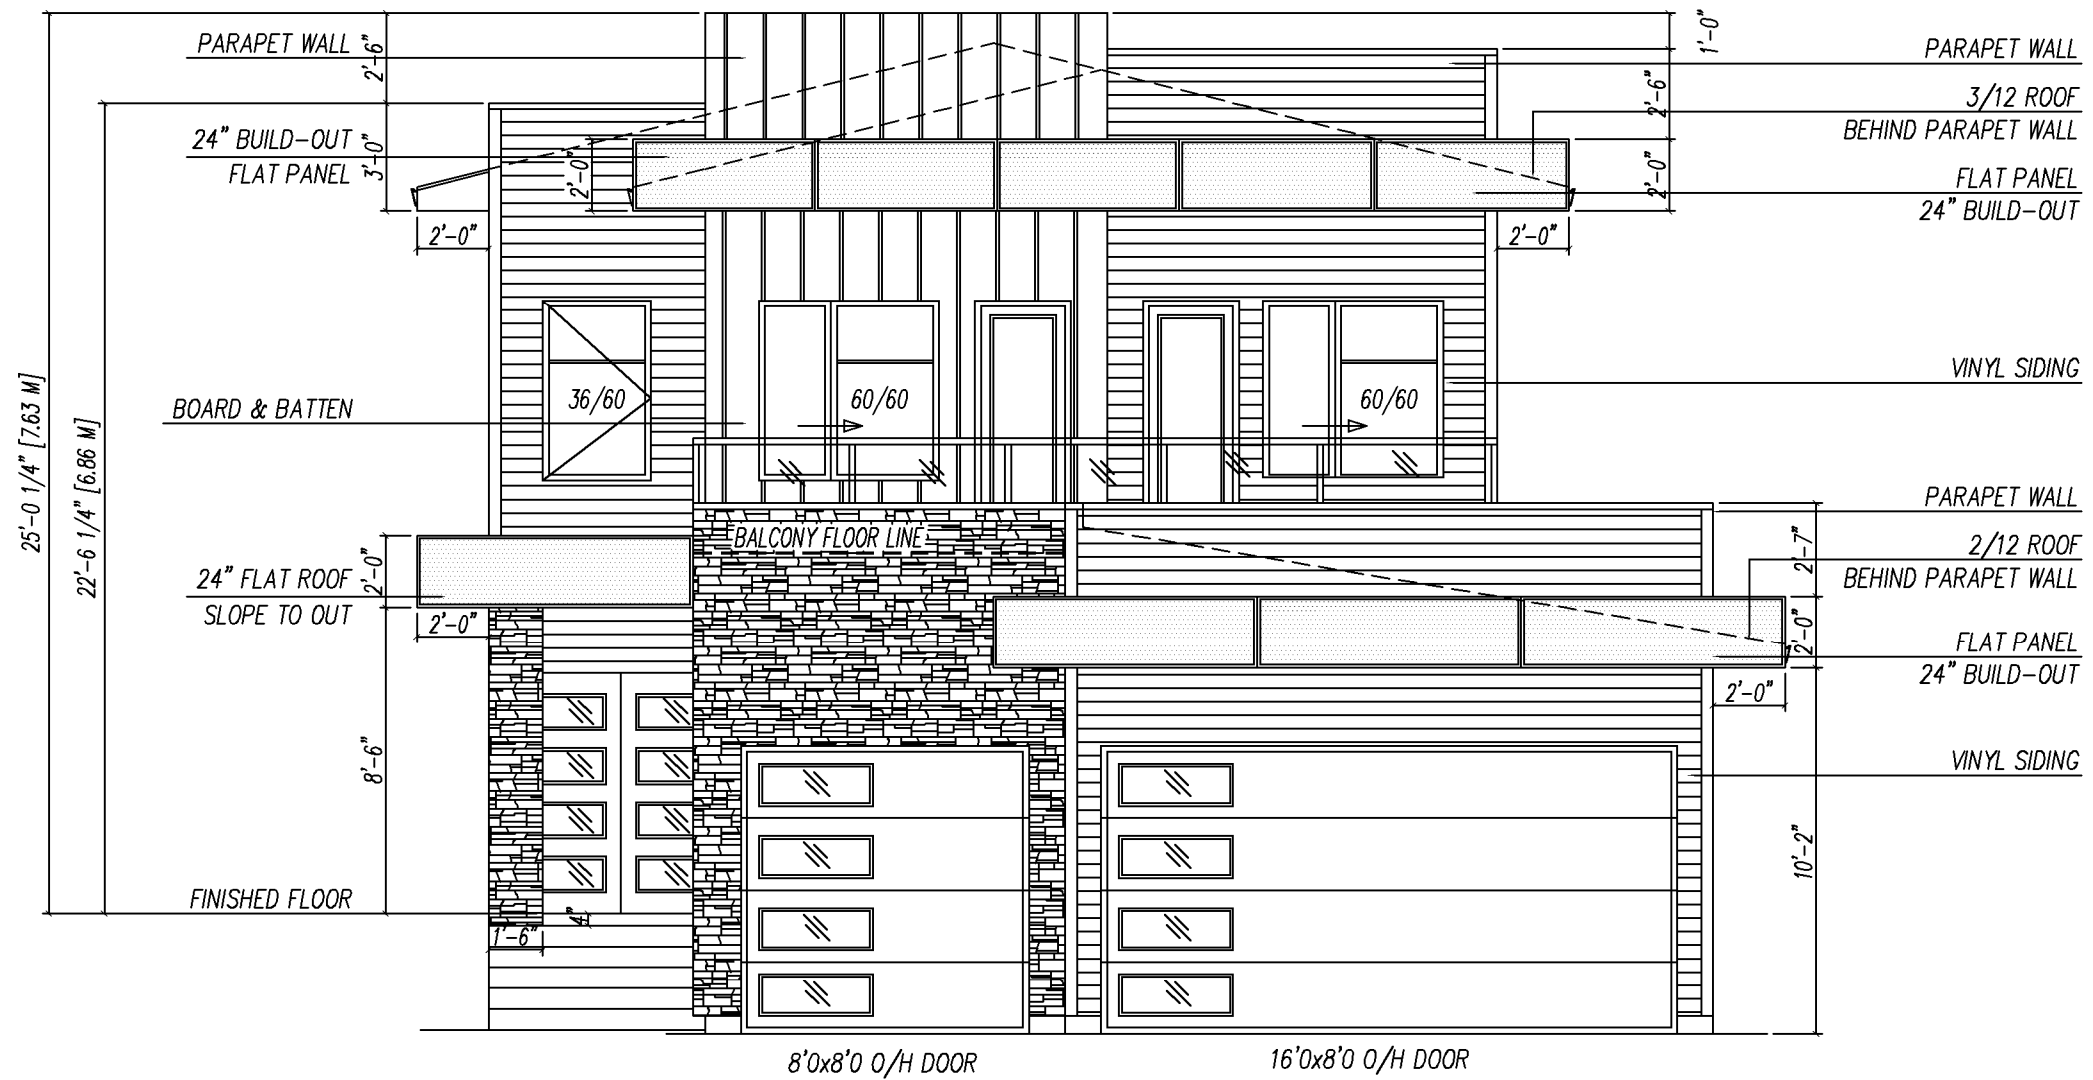 PARAPET WALL
2'-6"
1'-0"
PARAPET WALL
2'-6"
3/12 ROOF
BEHIND PARAPET WALL
24" BUILD-OUT
FLAT PANEL
3'-0"
2'-0"
2'-0"
FLAT PANEL
24" BUILD-OUT
2'-0"
2'-0"
25'-0 1/4" [7.63 M]
22'-6 1/4" [6.86 M]
VINYL SIDING
36/60
60/60
60/60
BOARD & BATTEN
PARAPET WALL
BALCONY FLOOR LINE
2'-7"
2/12 ROOF
BEHIND PARAPET WALL
24" FLAT ROOF
SLOPE TO OUT
2'-0"
2'-0"
2'-0"
FLAT PANEL
24" BUILD-OUT
2'-0"
8'-6"
VINYL SIDING
10'-2"
FINISHED FLOOR
4"
1'-6"
8'0x8'0 O/H DOOR
16'0x8'0 O/H DOOR